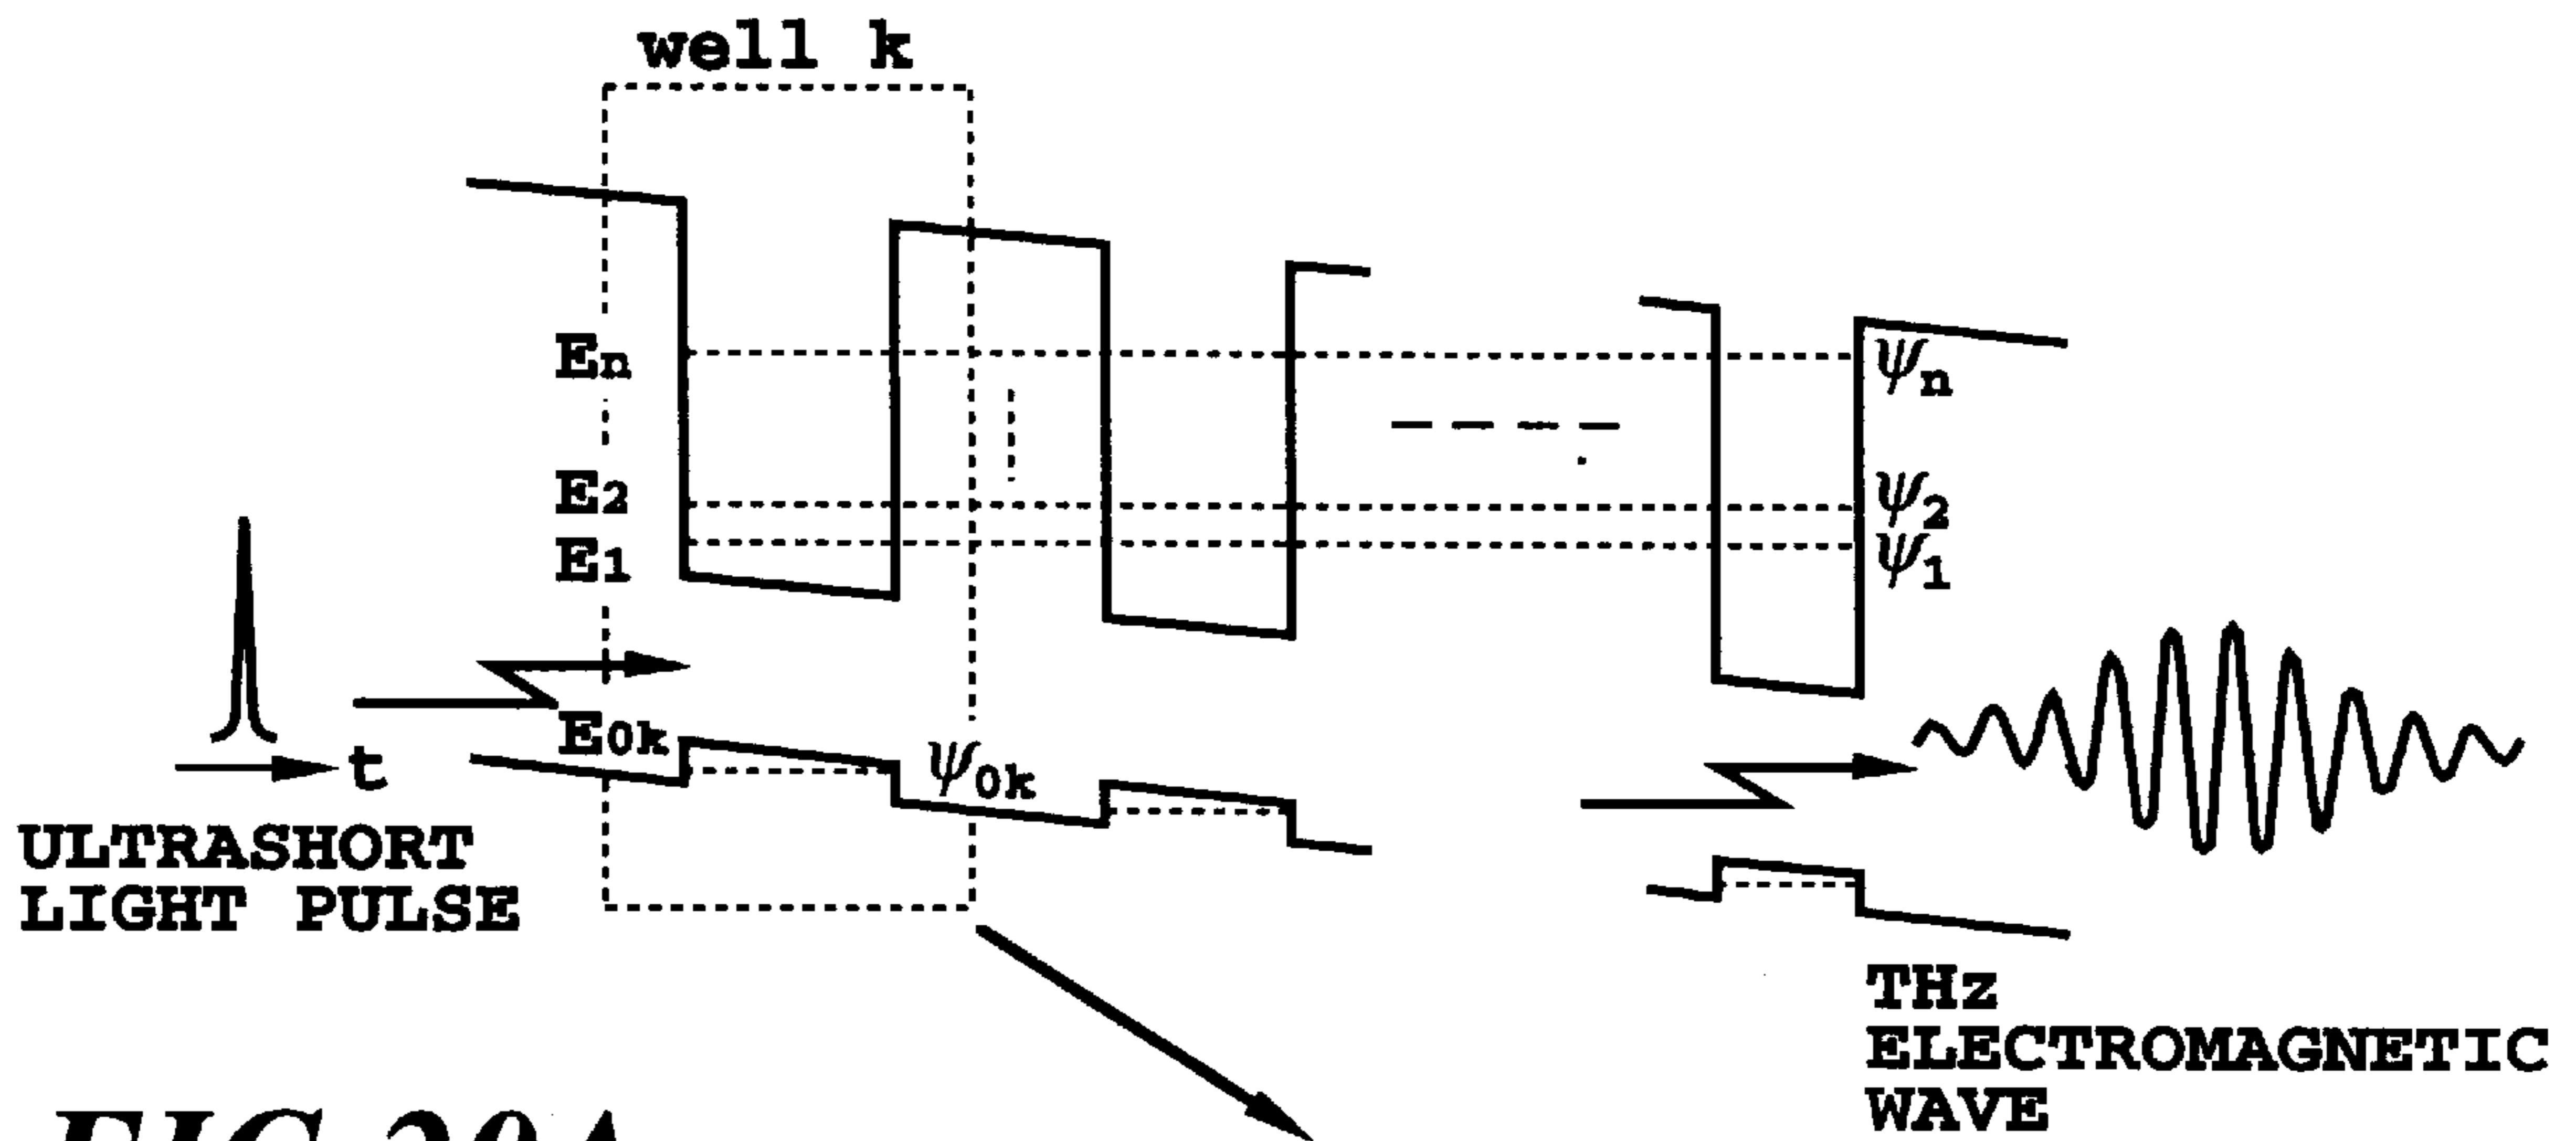 well k
En
ψn
E2
ψ2
E1
ψ1
E0k
ψ0k
t
ULTRASHORT
LIGHT PULSE
THz
ELECTROMAGNETIC
WAVE